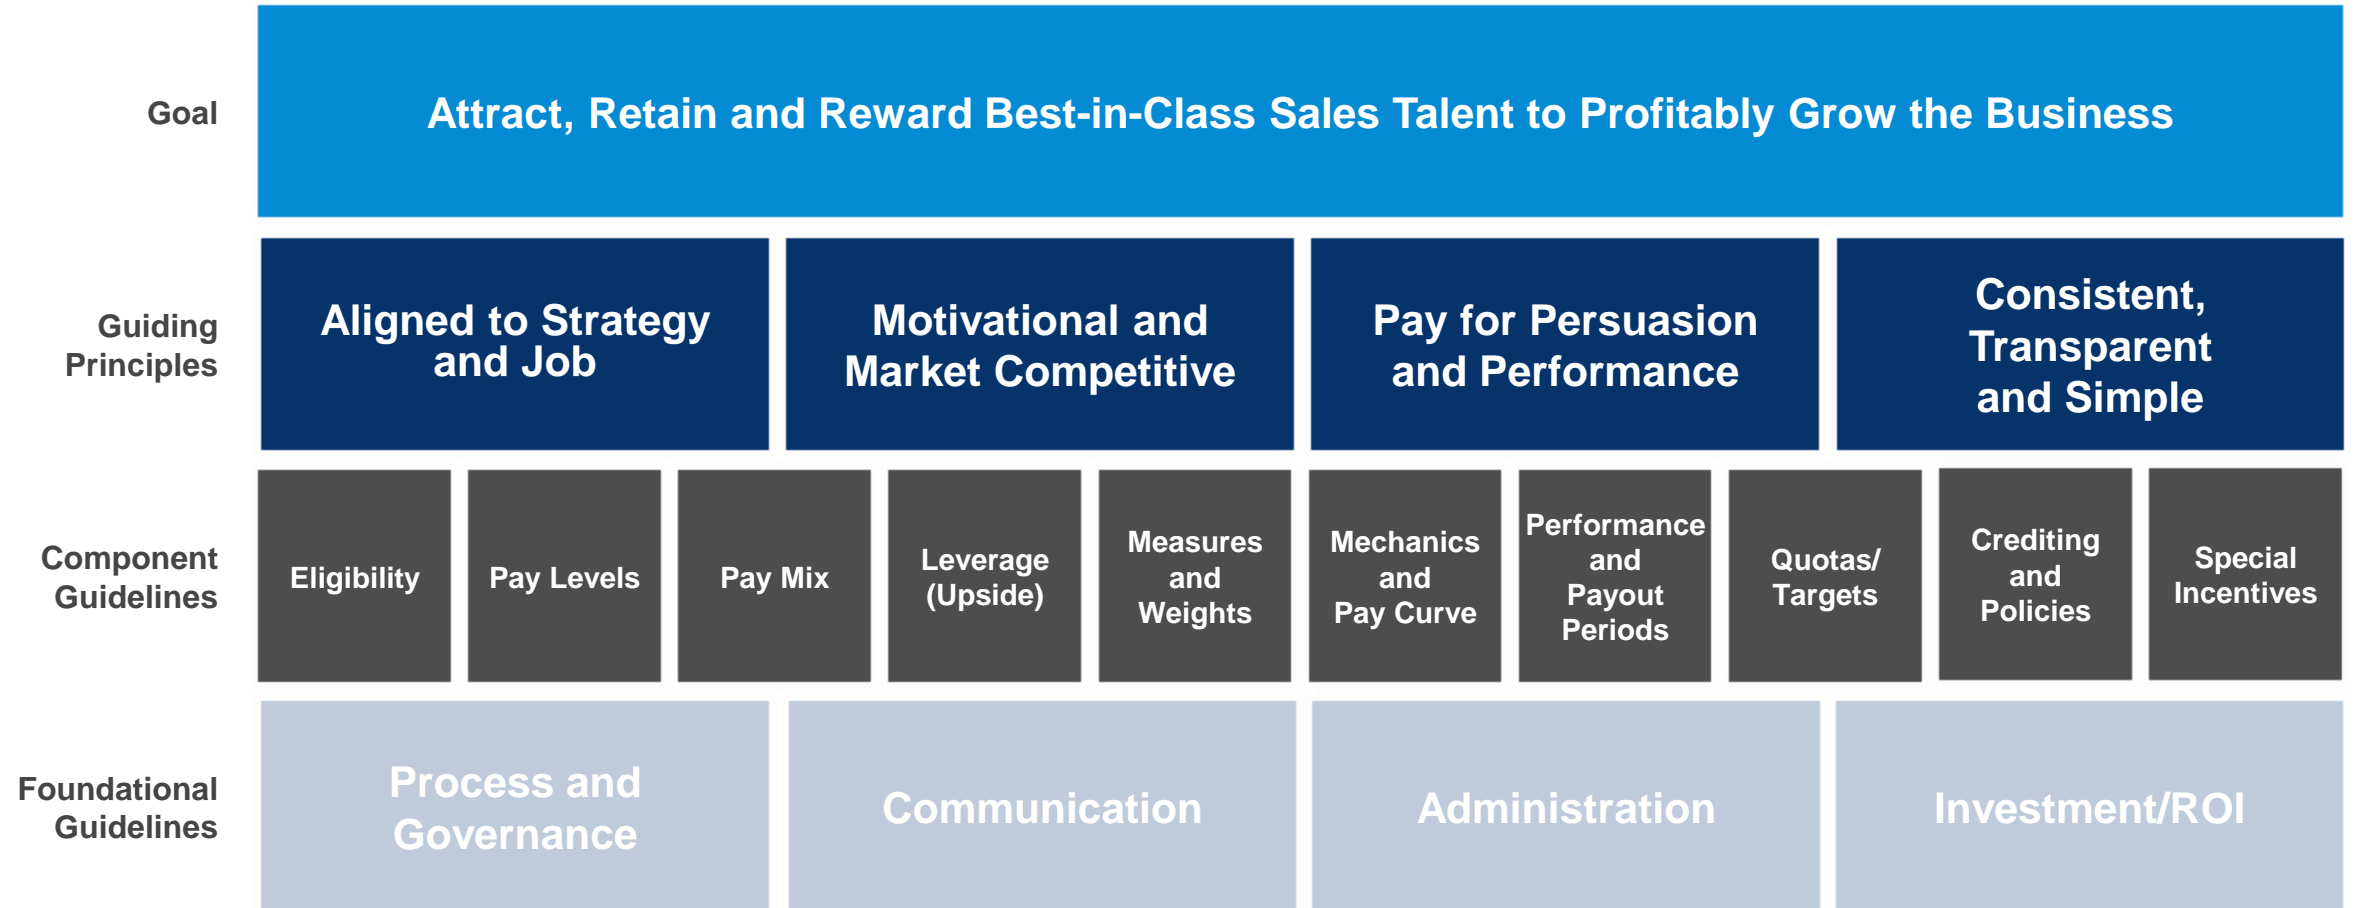 Goal
Attract, Retain and Reward Best-in-Class Sales Talent to Profitably Grow the Business
Guiding
Principles
Aligned to Strategy
and Job
Motivational and
Market Competitive
Pay for Persuasion
and Performance
Consistent,
Transparent
and Simple
Component
Guidelines
Eligibility
Pay Levels
Pay Mix
Leverage
(Upside)
Measures
and
Weights
Mechanics
and
Pay Curve
Performance
and
Payout
Periods
Quotas/
Targets
Crediting
and
Policies
Special
Incentives
Foundational
Guidelines
Process and
Governance
Communication
Administration
Investment/ROI